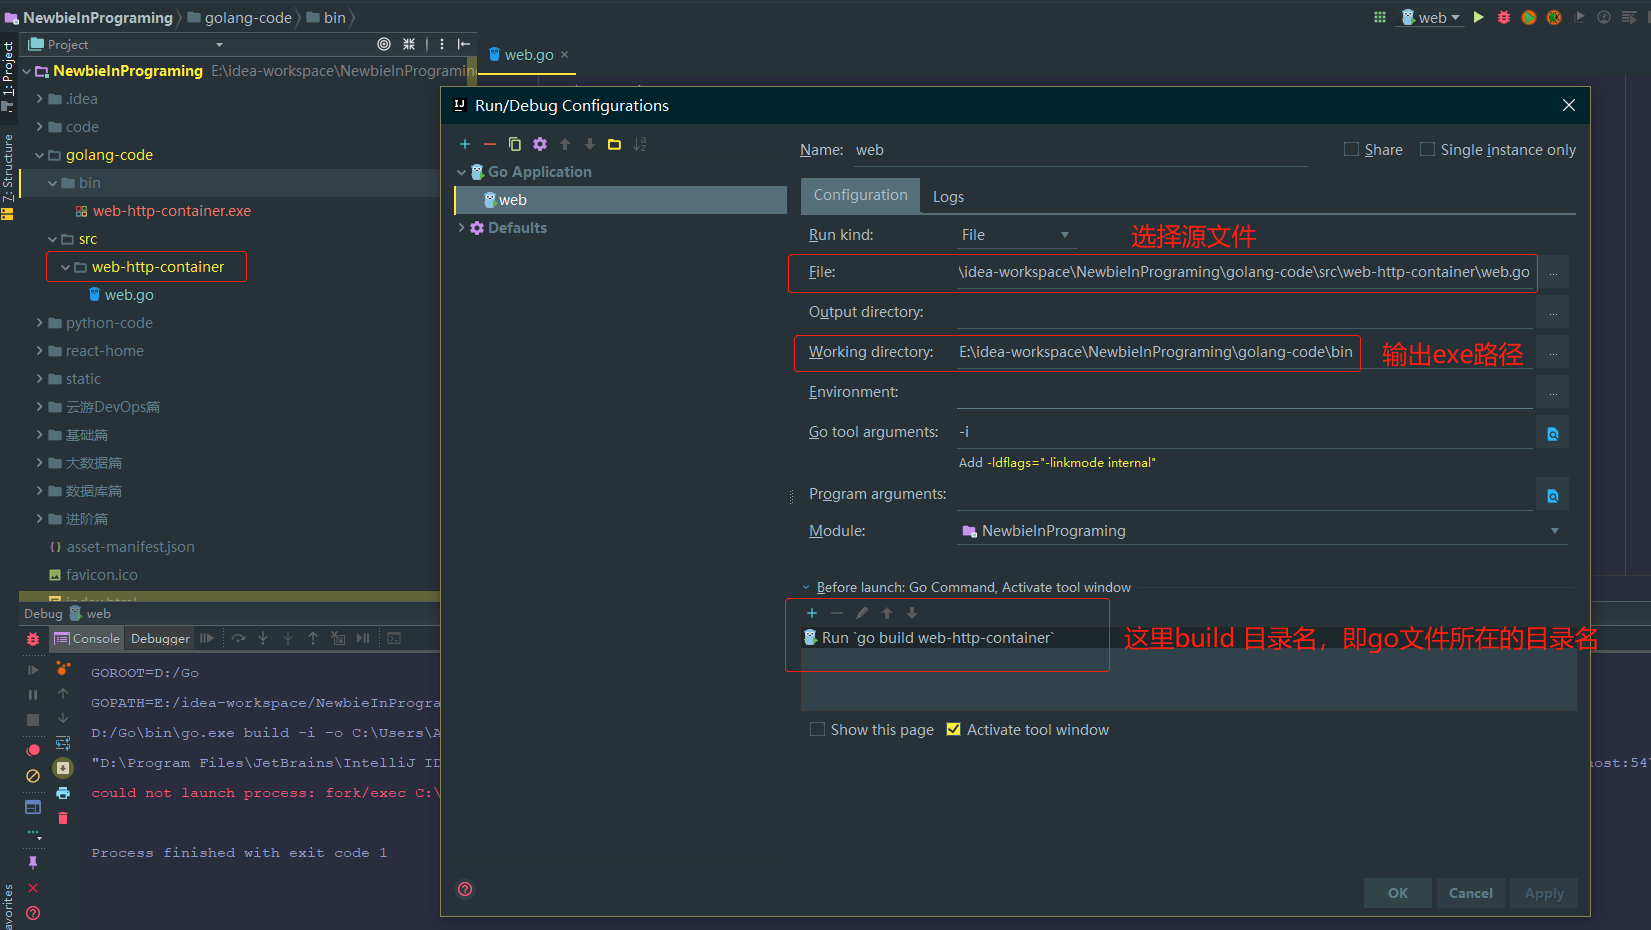 NewbieInPrograming
golang-code
bin
web
1: Project
Project
web.go
NewbieInPrograming E:\idea-workspace\NewbieInPrograming
.idea
code
golang-code
bin
web-http-container.exe
src
web-http-container
web.go
python-code
react-home
static
云游DevOps篇
基础篇
大数据篇
数据库篇
进阶篇
asset-manifest.json
favicon.ico
index.html
7: Structure
Run/Debug Configurations
Go Application
web
Defaults
Name: web
Share
Single instance only
Configuration
Logs
Run kind: File
选择源文件
File: \idea-workspace\NewbieInPrograming\golang-code\src\web-http-container\web.go
...
Output directory:
...
Working directory: E:\idea-workspace\NewbieInPrograming\golang-code\bin
输出exe路径
...
Environment:
...
Go tool arguments: -i
Add -ldflags="-linkmode internal"
Program arguments:
Module: NewbieInPrograming
Before launch: Go Command, Activate tool window
Run `go build web-http-container`
这里build 目录名，即go文件所在的目录名
Show this page
Activate tool window
OK
Cancel
Apply
Debug web
Console
Debugger
GOROOT=D:/Go
GOPATH=E:/idea-workspace/NewbieInProgra
D:/Go\bin\go.exe build -i -o C:\Users\A
"D:\Program Files\JetBrains\IntelliJ ID
ost:547
could not launch process: fork/exec C:\
Process finished with exit code 1
avorites